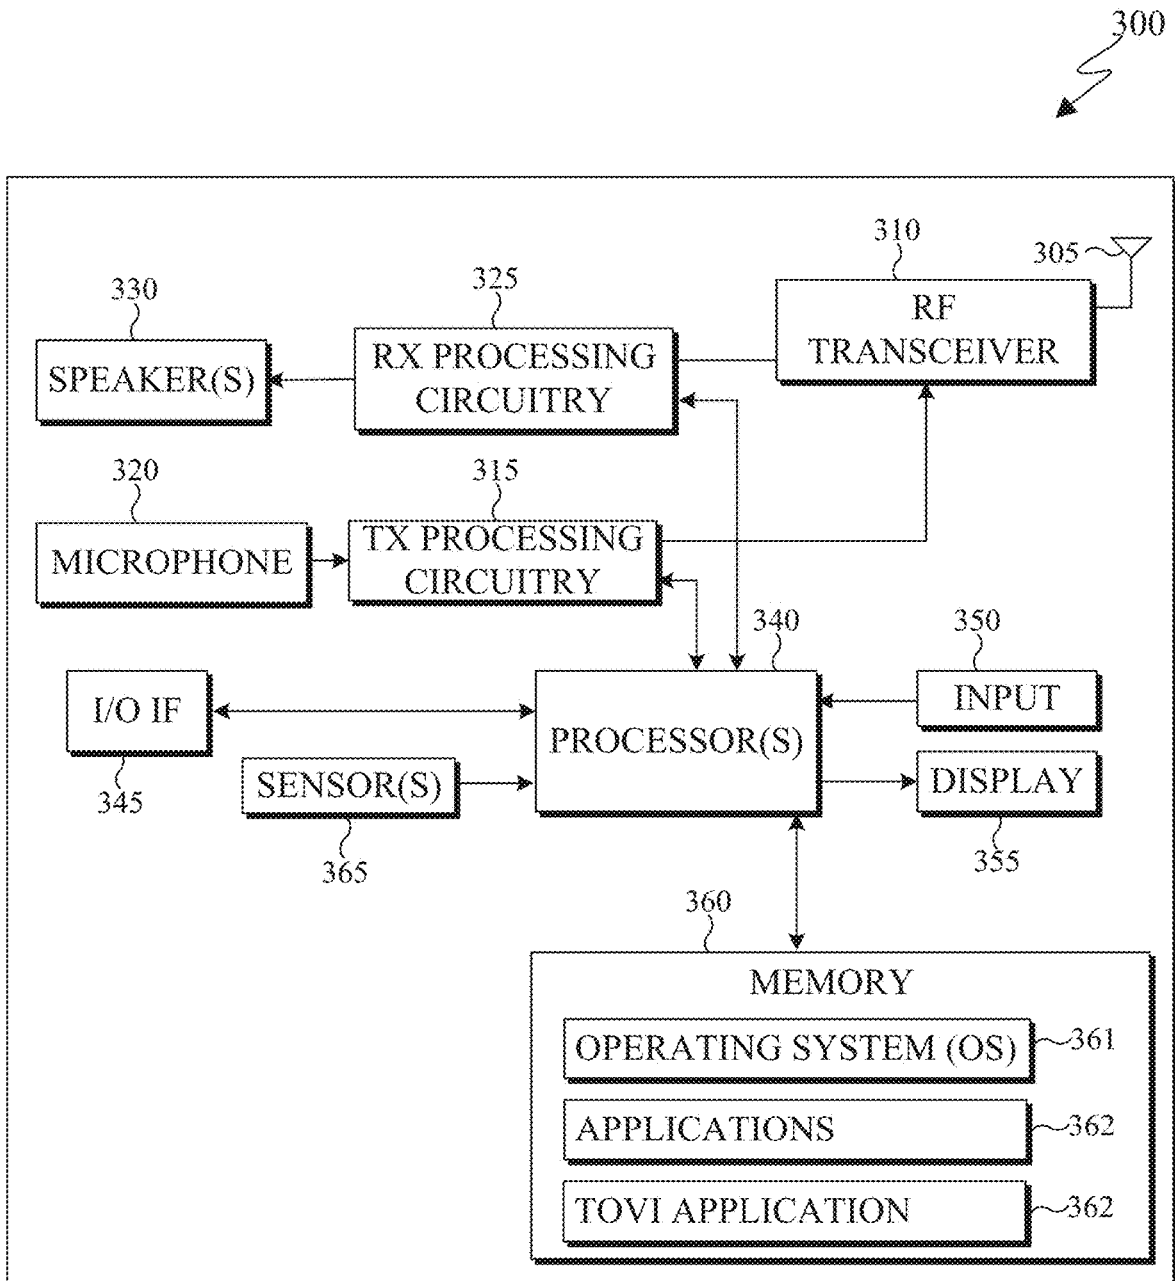 300
310
305
325
330
RF
TRANSCEIVER
RX PROCESSING
CIRCUITRY
SPEAKER(S)
320
315
MICROPHONE
TX PROCESSING
CIRCUITRY
340
350
I/O IF
PROCESSOR(S)
INPUT
345
SENSOR(S)
DISPLAY
365
355
360
MEMORY
OPERATING SYSTEM (OS)
361
APPLICATIONS
362
TOVI APPLICATION
362